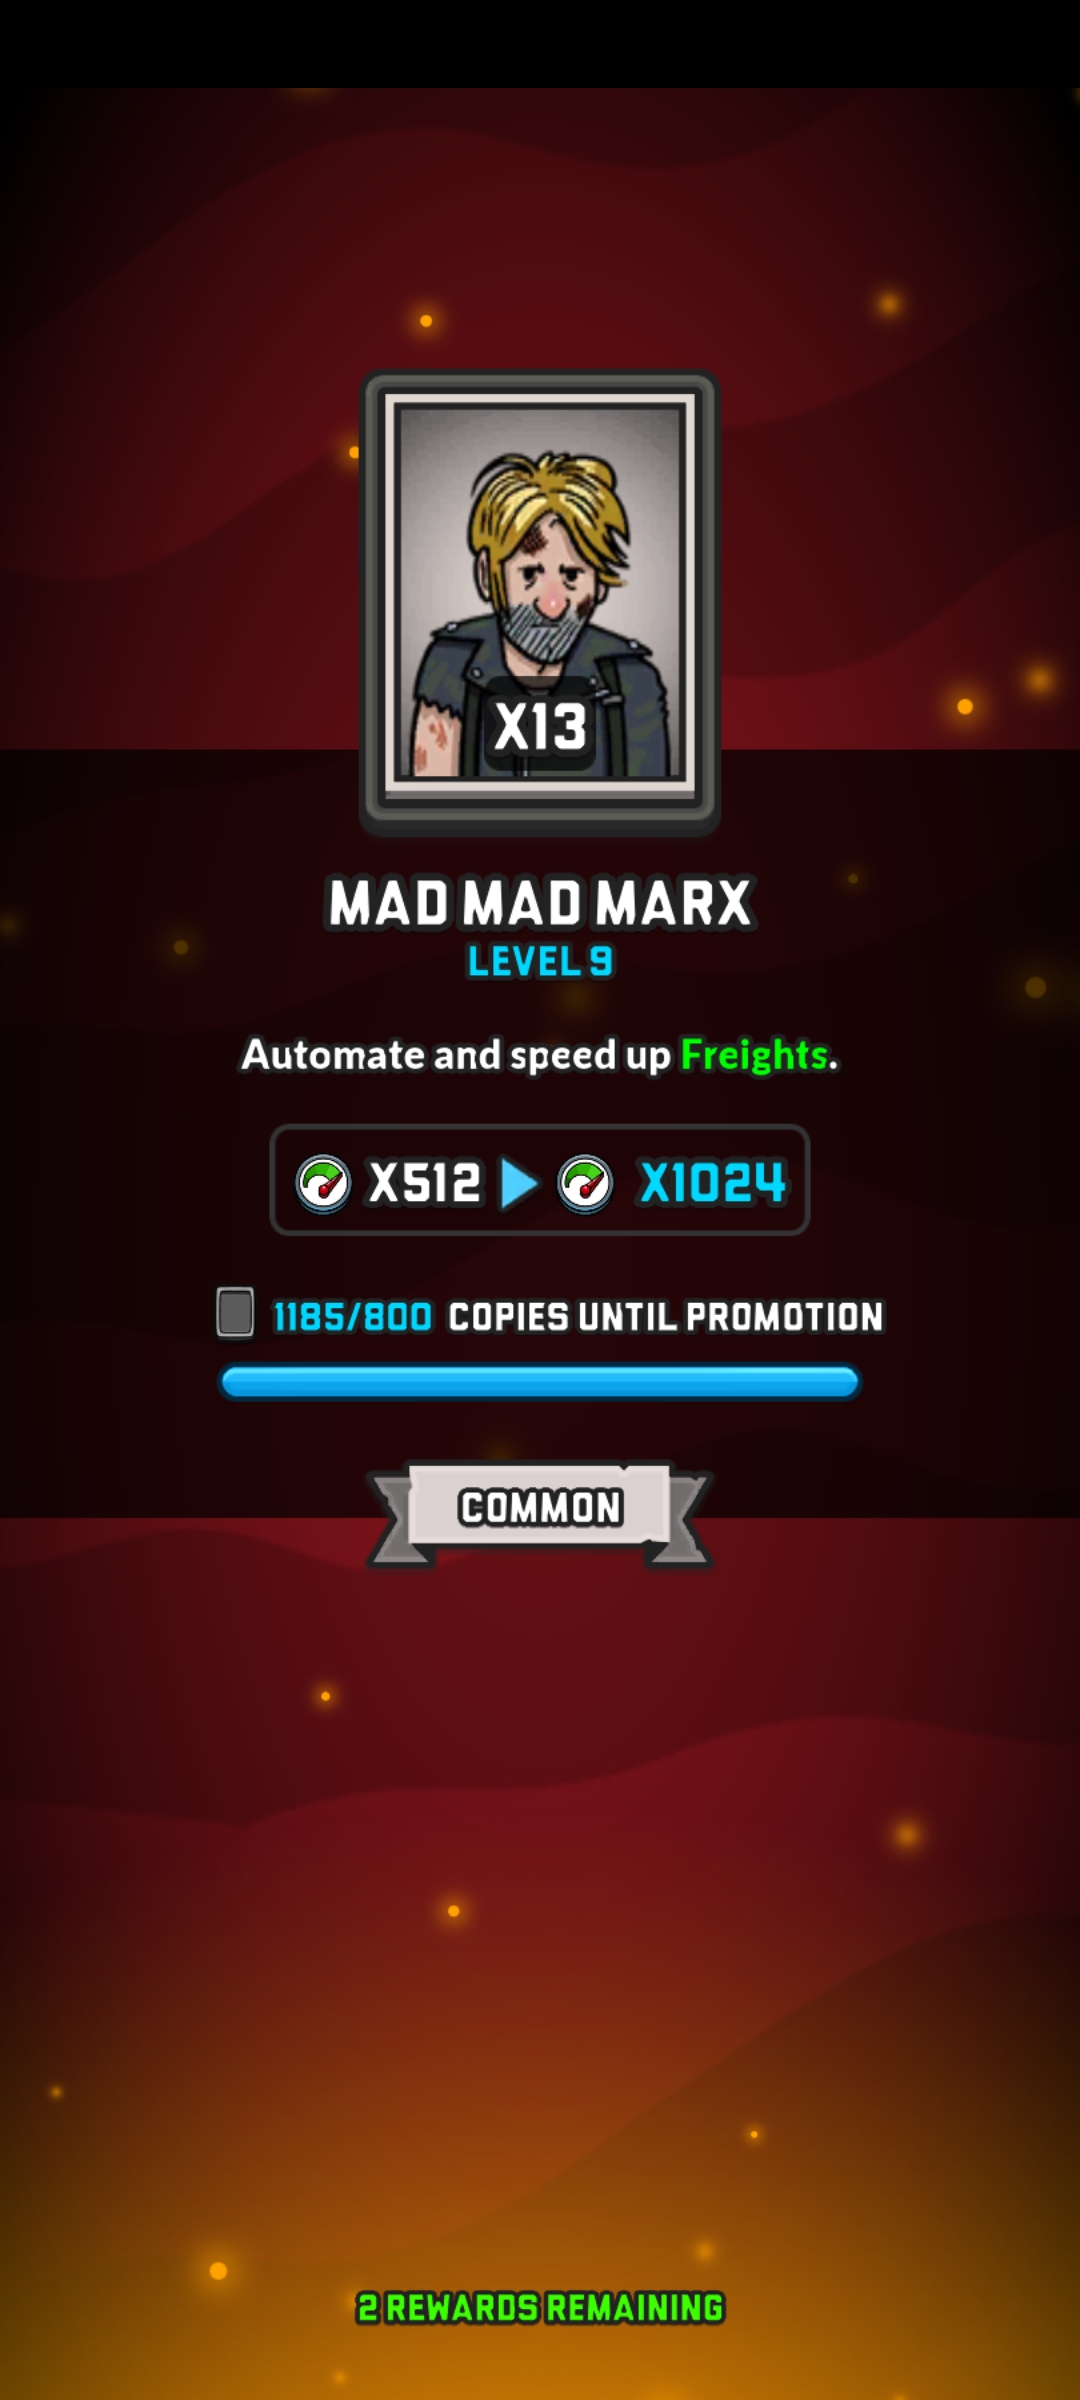 X13
MAD MAD MARX
LEVEL 9
Automate and speed up Freights.
X512 X1024
1185/800 COPIES UNTIL PROMOTION
COMMON
2 REWARDS REMAINING